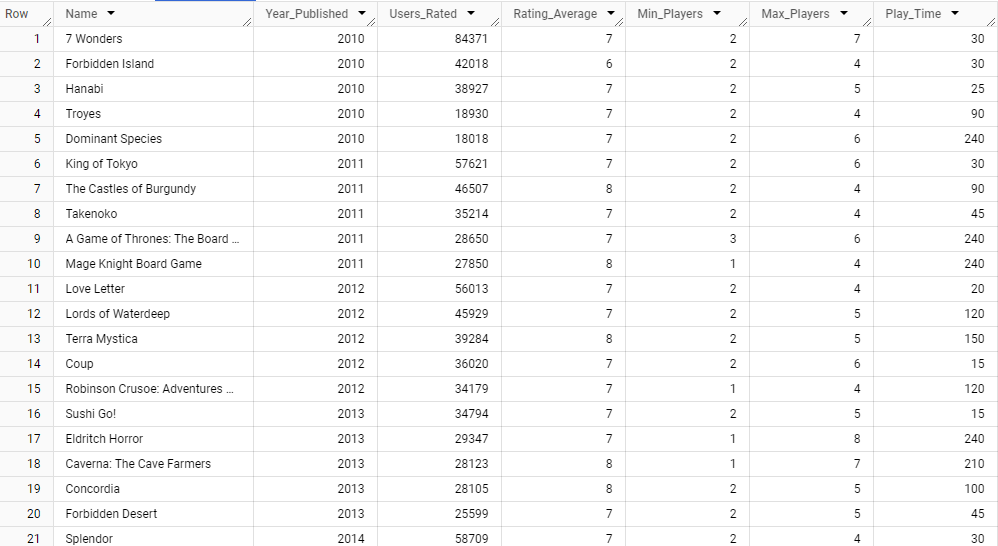 Row Name Year_Published Users_Rated Rating_Average Min_Players Max_Players Play_Time
1 7 Wonders 2010 84371 7 2 7 30
2 Forbidden Island 2010 42018 6 2 4 30
3 Hanabi 2010 38927 7 2 5 25
4 Troyes 2010 18930 7 2 4 90
5 Dominant Species 2010 18018 7 2 6 240
6 King of Tokyo 2011 57621 7 2 6 30
7 The Castles of Burgundy 2011 46507 8 2 4 90
8 Takenoko 2011 35214 7 2 4 45
9 A Game of Thrones: The Board ... 2011 28650 7 3 6 240
10 Mage Knight Board Game 2011 27850 8 1 4 240
11 Love Letter 2012 56013 7 2 4 20
12 Lords of Waterdeep 2012 45929 7 2 5 120
13 Terra Mystica 2012 39284 8 2 5 150
14 Coup 2012 36020 7 2 6 15
15 Robinson Crusoe: Adventures ... 2012 34179 7 1 4 120
16 Sushi Go! 2013 34794 7 2 5 15
17 Eldritch Horror 2013 29347 7 1 8 240
18 Caverna: The Cave Farmers 2013 28123 8 1 7 210
19 Concordia 2013 28105 8 2 5 100
20 Forbidden Desert 2013 25599 7 2 5 45
21 Splendor 2014 58709 7 2 4 30